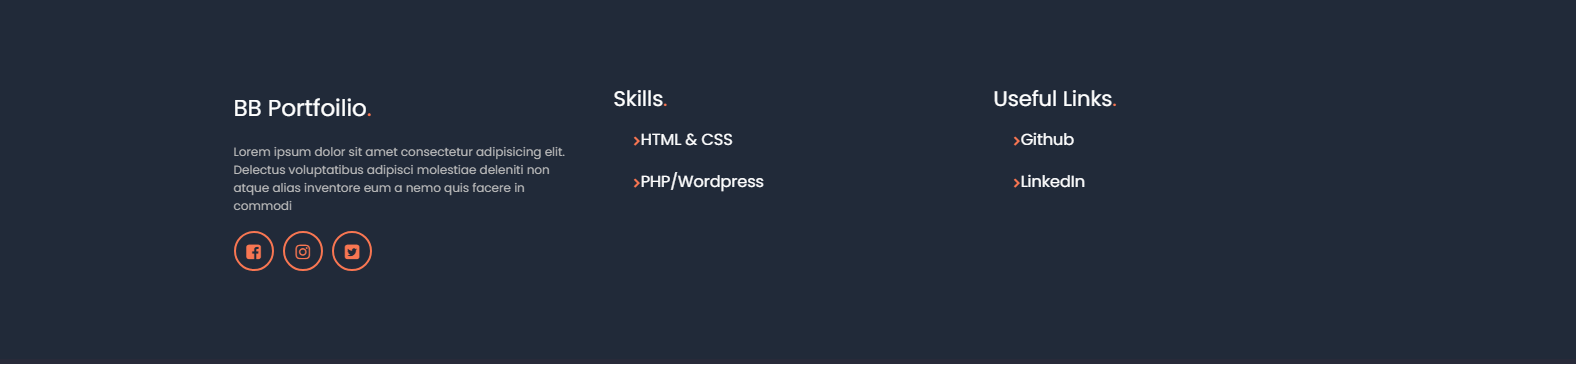 BB Portfoilio.
Lorem ipsum dolor sit amet consectetur adipisicing elit.
Delectus voluptatibus adipisci molestiae deleniti non
atque alias inventore eum a nemo quis facere in
commodi
Skills.
HTML & CSS
PHP/Wordpress
Useful Links.
Github
LinkedIn